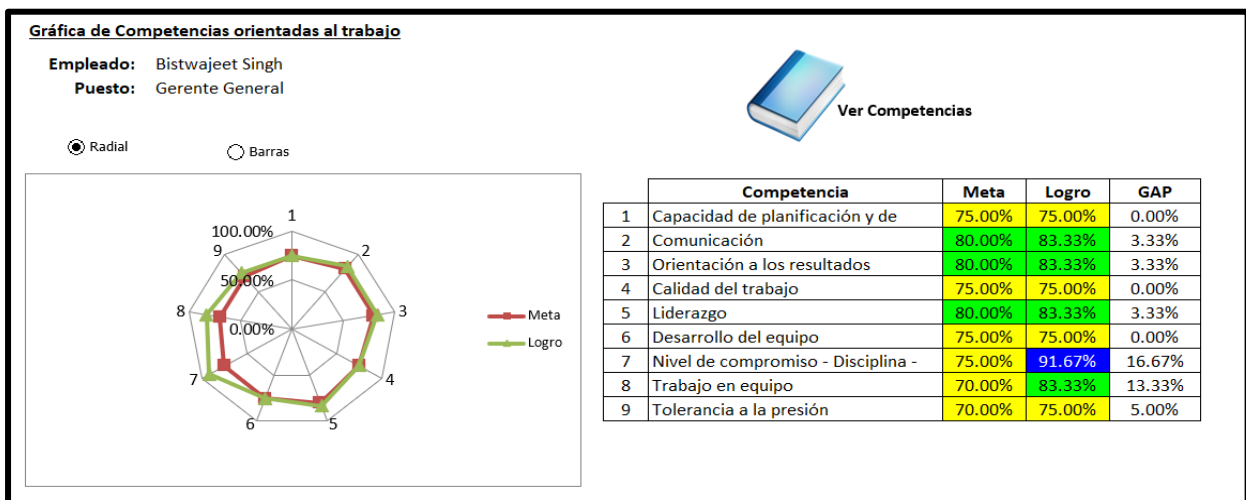 Gráfica de Competencias orientadas al trabajo
Empleado: Bistwajeet Singh
Puesto: Gerente General
Ver Competencias
Radial
Barras
1
2
3
4
5
6
7
8
9
100.00%
50.00%
0.00%
Meta
Logro
Competencia Meta Logro GAP
1 Capacidad de planificación y de 75.00% 75.00% 0.00%
2 Comunicación 80.00% 83.33% 3.33%
3 Orientación a los resultados 80.00% 83.33% 3.33%
4 Calidad del trabajo 75.00% 75.00% 0.00%
5 Liderazgo 80.00% 83.33% 3.33%
6 Desarrollo del equipo 75.00% 75.00% 0.00%
7 Nivel de compromiso - Disciplina - 75.00% 91.67% 16.67%
8 Trabajo en equipo 70.00% 83.33% 13.33%
9 Tolerancia a la presión 70.00% 75.00% 5.00%